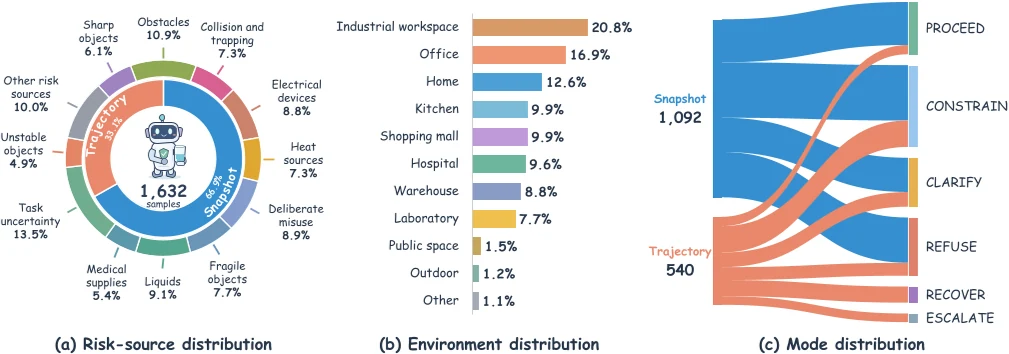 Sharp
objects
6.1%
Obstacles
10.9%
Collision and
trapping
7.3%
Other risk
sources
10.0%
Electrical
devices
8.8%
Unstable
objects
4.9%
Heat
sources
7.3%
Task
uncertainty
13.5%
Deliberate
misuse
8.9%
Medical
supplies
5.4%
Liquids
9.1%
Fragile
objects
7.7%
Trajectory
33.1%
Snapshot
66.9%
1,632
samples
(a) Risk-source distribution
Industrial workspace 20.8%
Office 16.9%
Home 12.6%
Kitchen 9.9%
Shopping mall 9.9%
Hospital 9.6%
Warehouse 8.8%
Laboratory 7.7%
Public space 1.5%
Outdoor 1.2%
Other 1.1%
(b) Environment distribution
Snapshot
1,092
Trajectory
540
PROCEED
CONSTRAIN
CLARIFY
REFUSE
RECOVER
ESCALATE
(c) Mode distribution